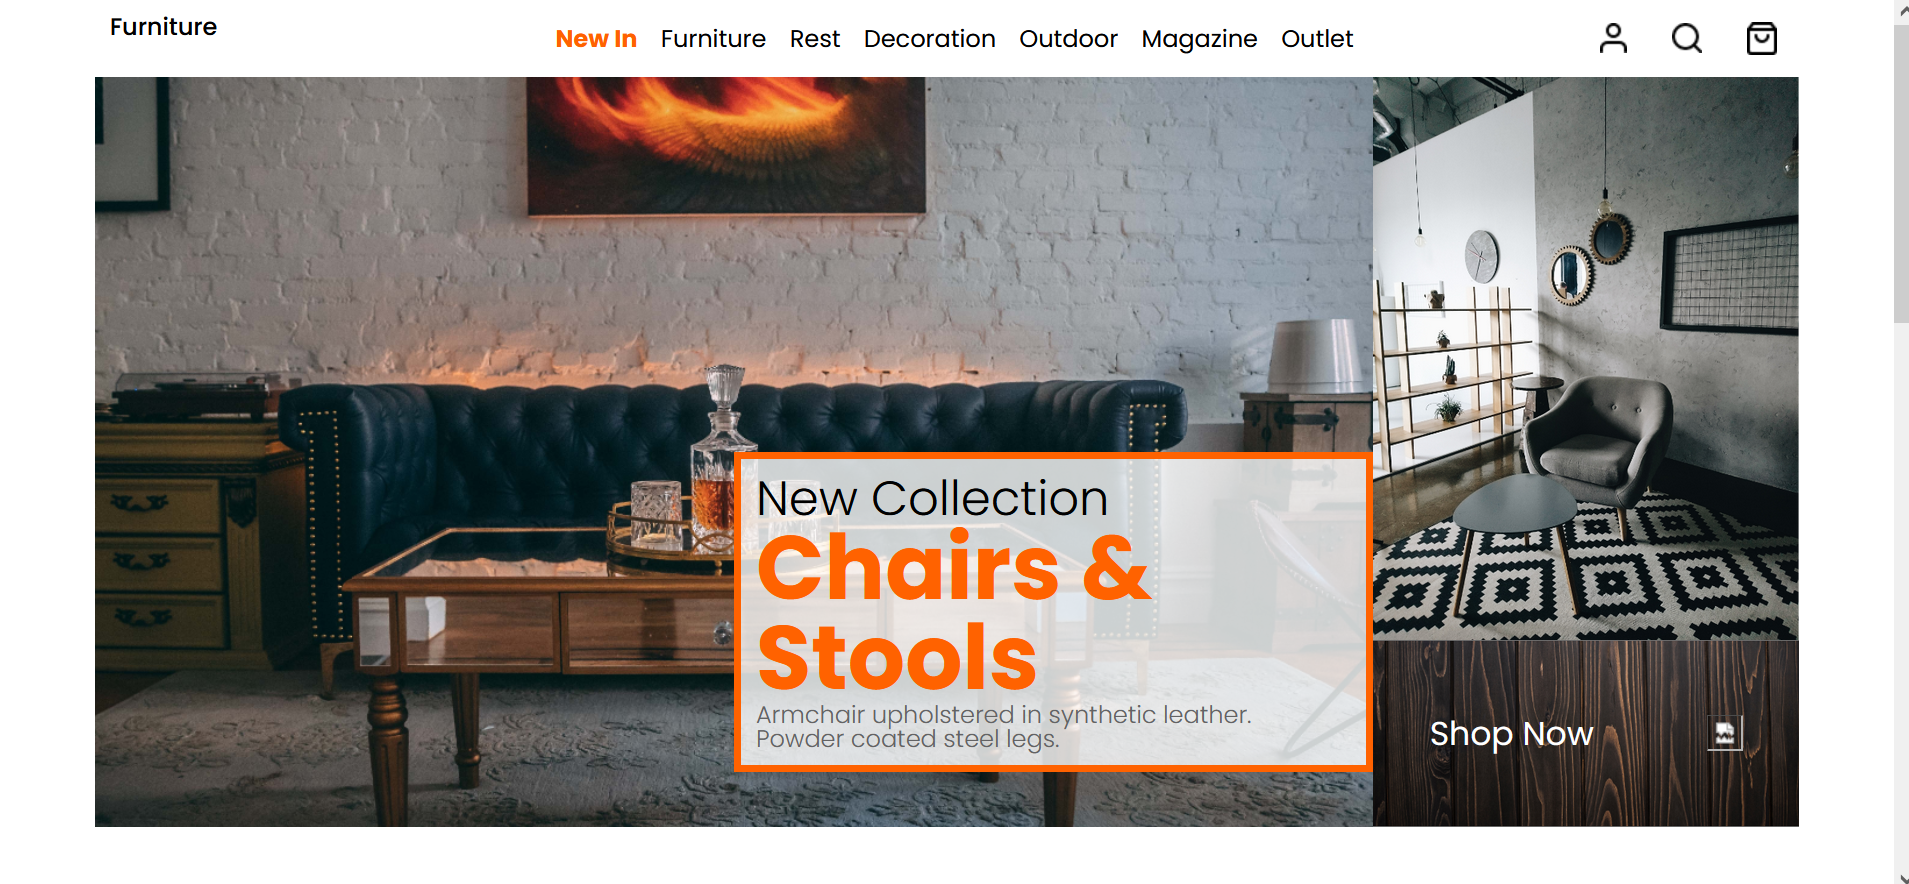 Furniture
New In Furniture Rest Decoration Outdoor Magazine Outlet
New Collection
Chairs &
Stools
Armchair upholstered in synthetic leather.
Powder coated steel legs.
Shop Now